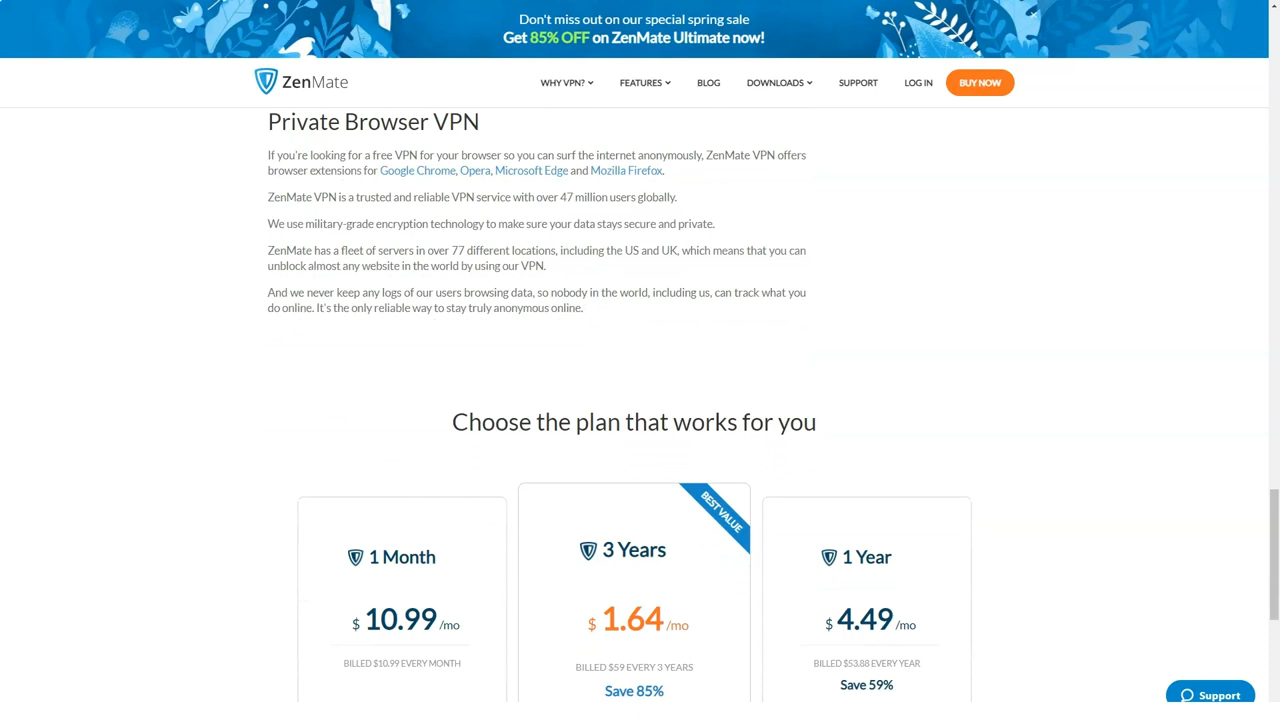 Don't miss out on our special spring sale
Get 85% OFF on ZenMate Ultimate now!
ZenMate
WHY VPN?
FEATURES
BLOG
DOWNLOADS
SUPPORT
LOG IN
BUY NOW
Private Browser VPN
If you're looking for a free VPN for your browser so you can surf the internet anonymously, ZenMate VPN offers
browser extensions for Google Chrome, Opera, Microsoft Edge and Mozilla Firefox.
ZenMate VPN is a trusted and reliable VPN service with over 47 million users globally.
We use military-grade encryption technology to make sure your data stays secure and private.
ZenMate has a fleet of servers in over 77 different locations, including the US and UK, which means that you can
unblock almost any website in the world by using our VPN.
And we never keep any logs of our users browsing data, so nobody in the world, including us, can track what you
do online. It's the only reliable way to stay truly anonymous online.
Choose the plan that works for you
1 Month
$ 10.99 /mo
BILLED $10.99 EVERY MONTH
BEST VALUE
3 Years
$ 1.64 /mo
BILLED $59 EVERY 3 YEARS
Save 85%
1 Year
$ 4.49 /mo
BILLED $53.88 EVERY YEAR
Save 59%
Support